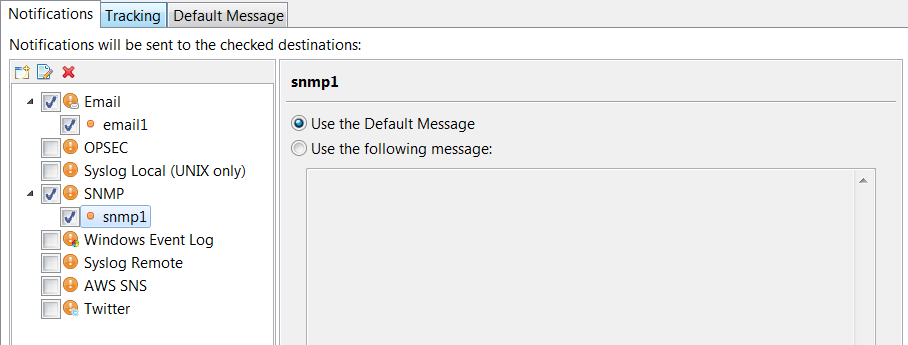 Notifications Tracking Default Message
Notifications will be sent to the checked destinations:
snmp1
Email
email1
OPSEC
Syslog Local (UNIX only)
SNMP
snmp1
Windows Event Log
Syslog Remote
AWS SNS
Twitter
Use the Default Message
Use the following message: